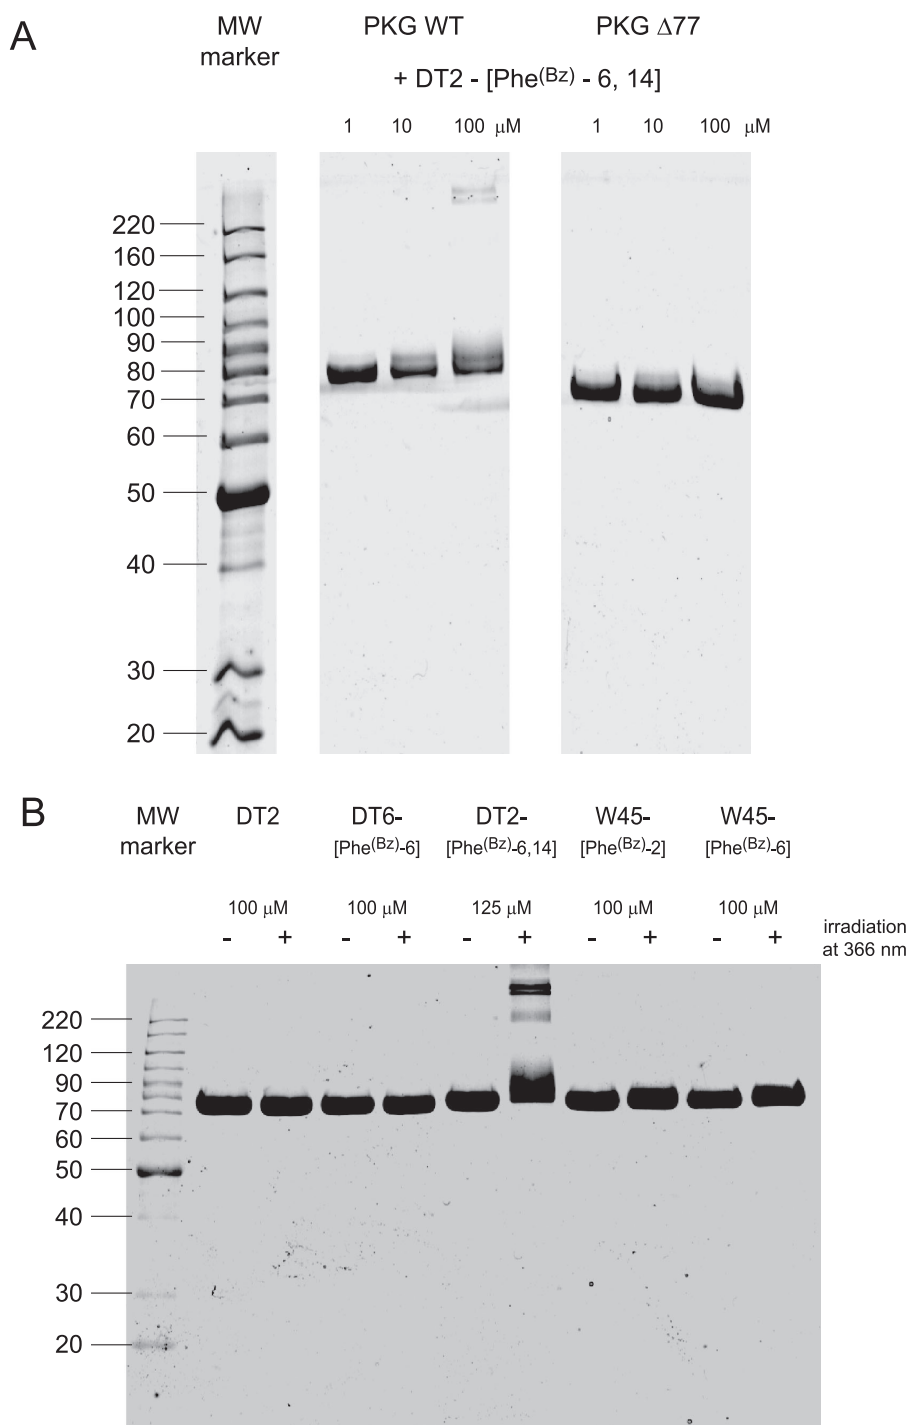 A
MW
marker
PKG WT
PKG Δ77
+ DT2 - [Phe(Bz) - 6, 14]
1 10 100 μM
1 10 100 μM
220
160
120
100
90
80
70
60
50
40
30
20
B
MW
marker
DT2
DT6-
[Phe(Bz)-6]
DT2-
[Phe(Bz)-6,14]
W45-
[Phe(Bz)-2]
W45-
[Phe(Bz)-6]
100 μM 100 μM 125 μM 100 μM 100 μM
- + - + - + - + - +
irradiation
at 366 nm
220
120
90
70
60
50
40
30
20